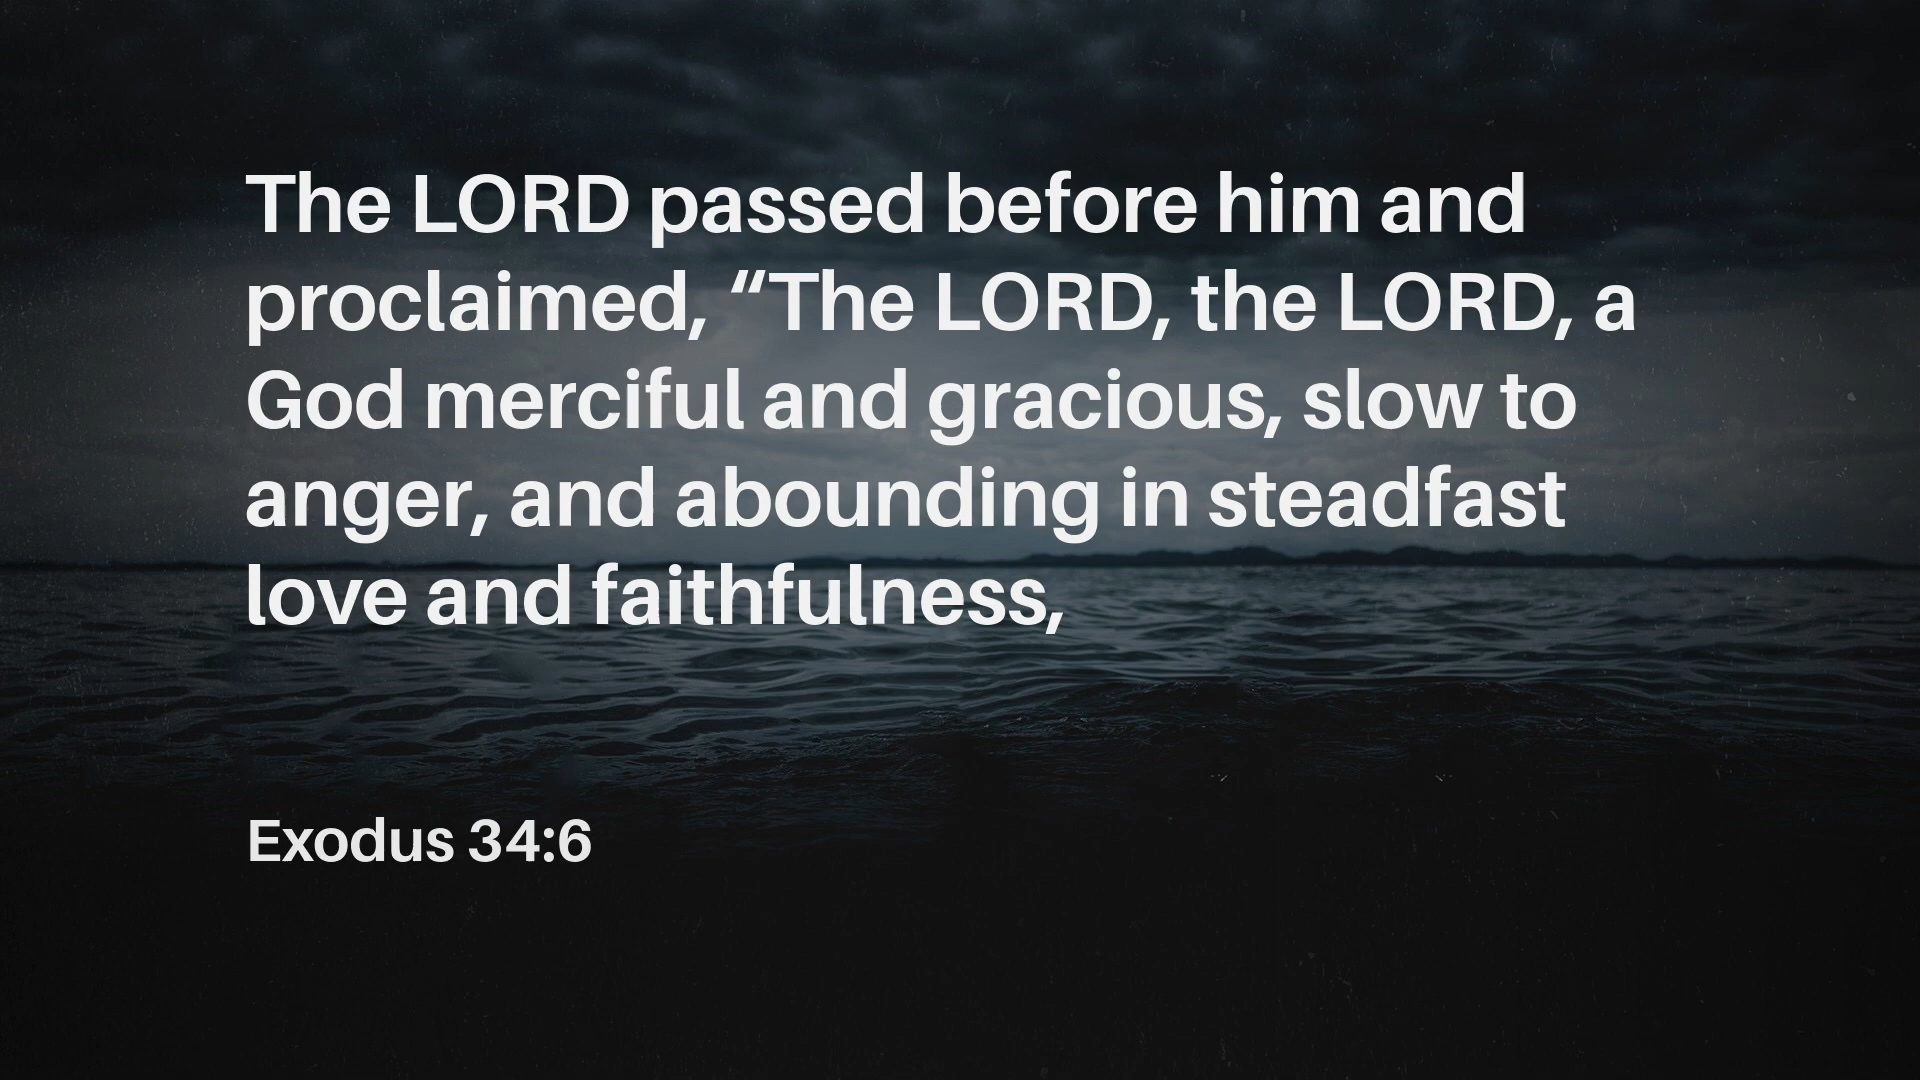 The LORD passed before him and
proclaimed, “The LORD, the LORD, a
God merciful and gracious, slow to
anger, and abounding in steadfast
love and faithfulness,
Exodus 34:6